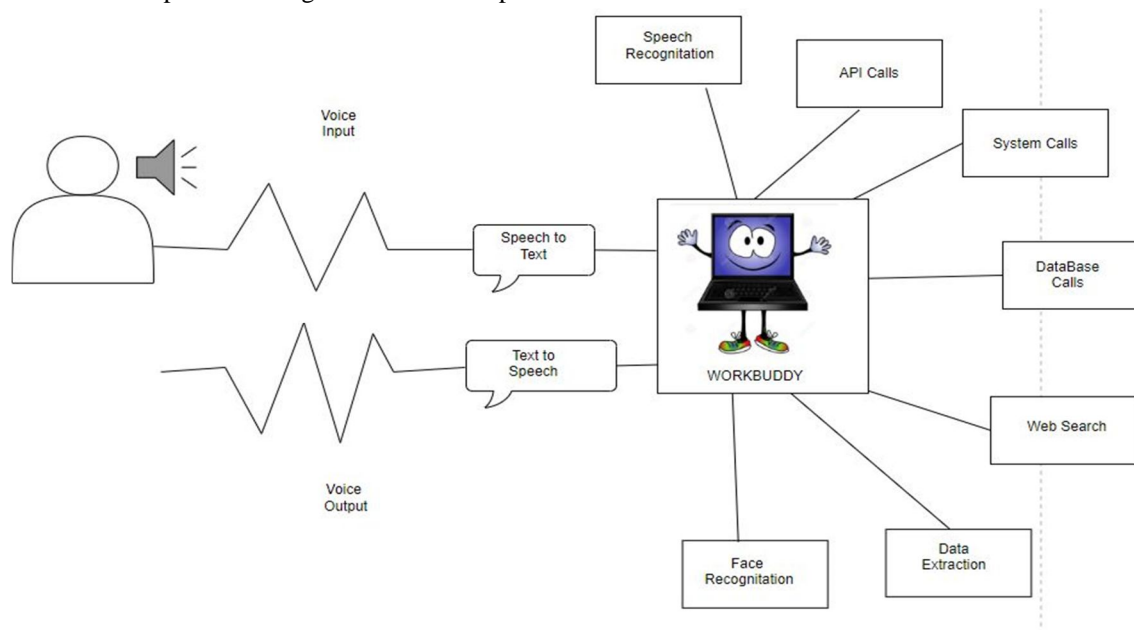 Speech
Recognitation
API Calls
Voice
Input
System Calls
Speech to
Text
DataBase
Calls
Text to
Speech
WORKBUDDY
Web Search
Voice
Output
Data
Extraction
Face
Recognitation